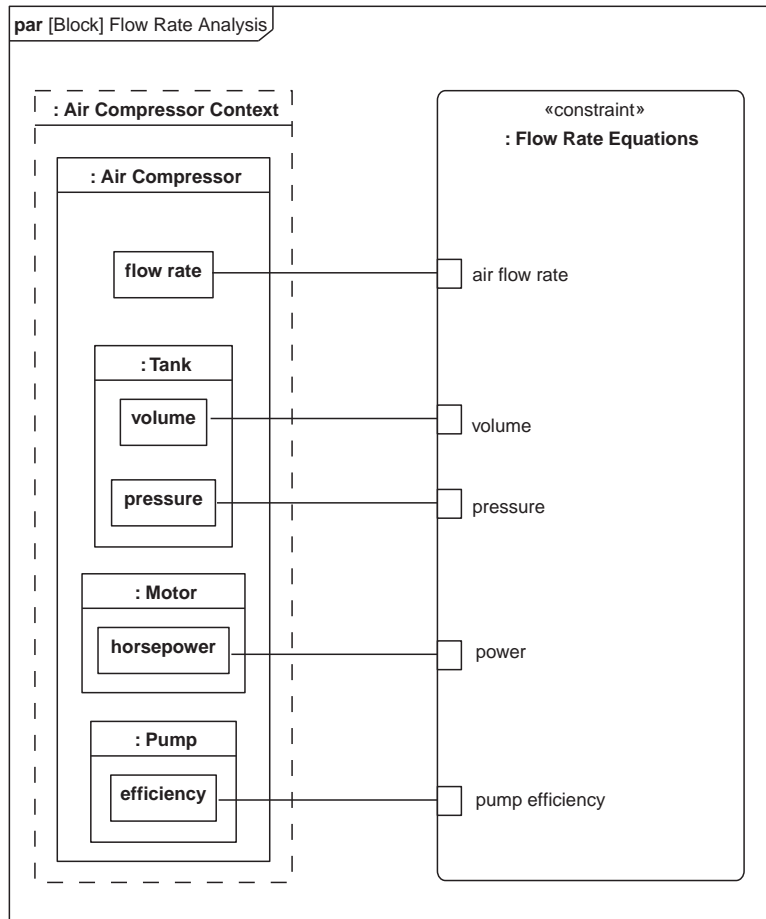 par [Block] Flow Rate Analysis
: Air Compressor Context
«constraint»
: Flow Rate Equations
: Air Compressor
flow rate
air flow rate
: Tank
volume
volume
pressure
pressure
: Motor
horsepower
power
: Pump
efficiency
pump efficiency